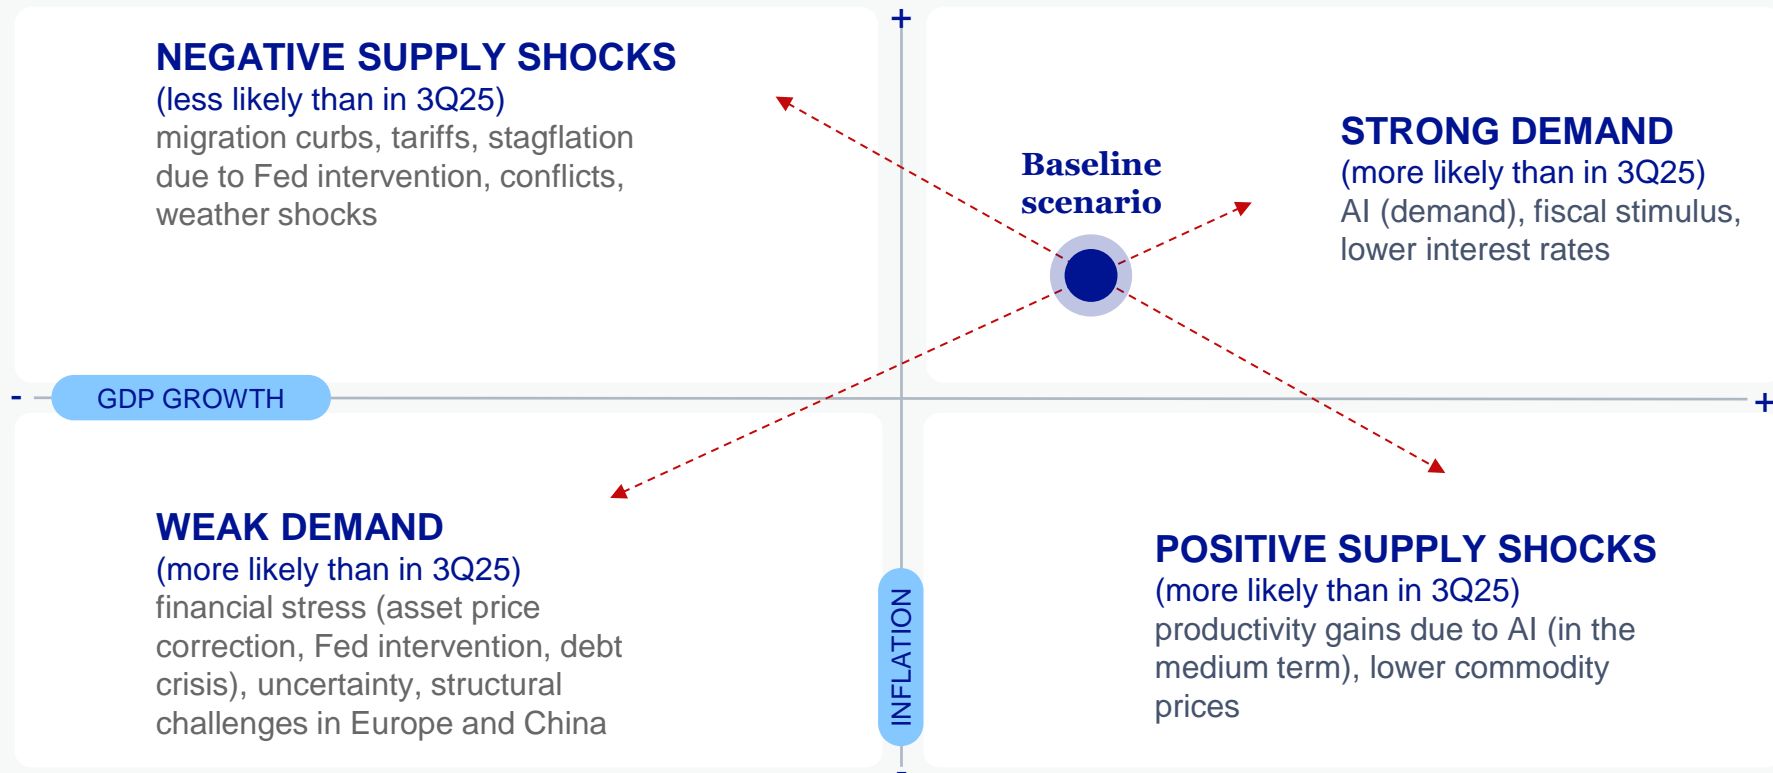 +
NEGATIVE SUPPLY SHOCKS
(less likely than in 3Q25)
migration curbs, tariffs, stagflation
due to Fed intervention, conflicts,
weather shocks
Baseline
scenario
STRONG DEMAND
(more likely than in 3Q25)
AI (demand), fiscal stimulus,
lower interest rates
-
GDP GROWTH
+
WEAK DEMAND
(more likely than in 3Q25)
financial stress (asset price
correction, Fed intervention, debt
crisis), uncertainty, structural
challenges in Europe and China
INFLATION
POSITIVE SUPPLY SHOCKS
(more likely than in 3Q25)
productivity gains due to AI (in the
medium term), lower commodity
prices
-